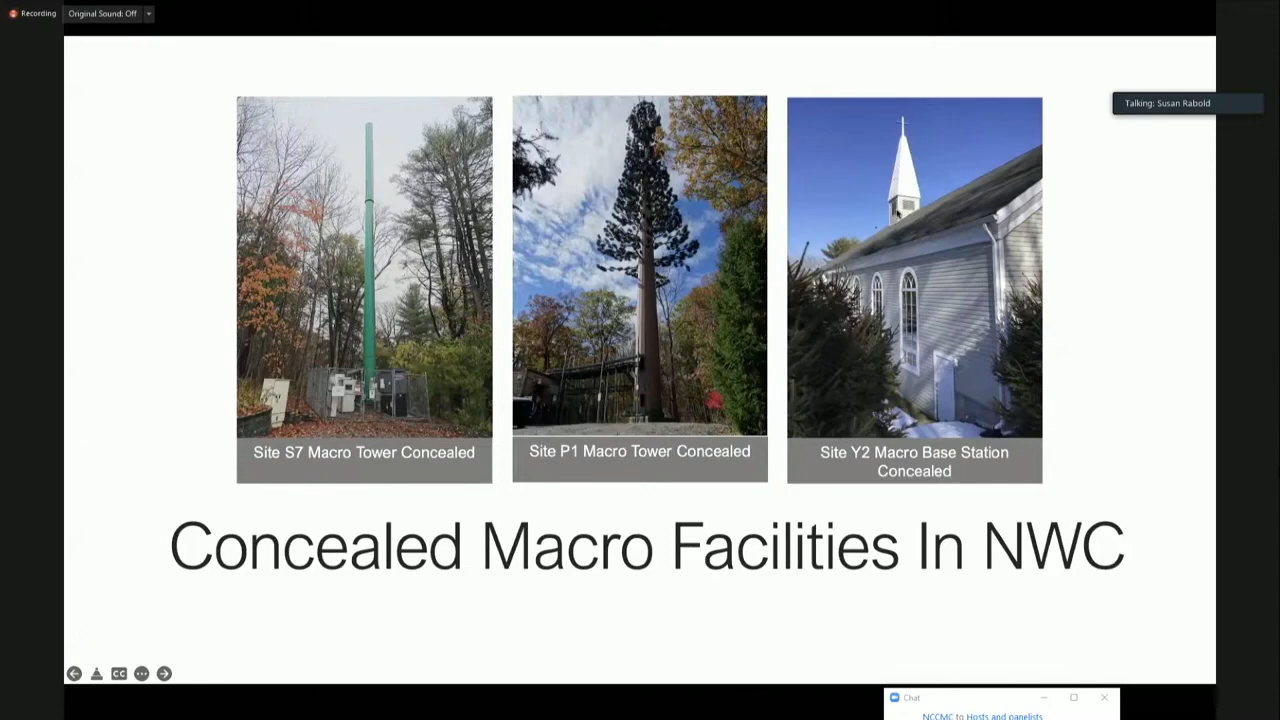 Recording
Original Sound: Off
Talking: Susan Rabold
Site S7 Macro Tower Concealed
Site P1 Macro Tower Concealed
Site Y2 Macro Base Station
Concealed
Concealed Macro Facilities In NWC
CC
Chat
NCCMC to Hosts and panelists